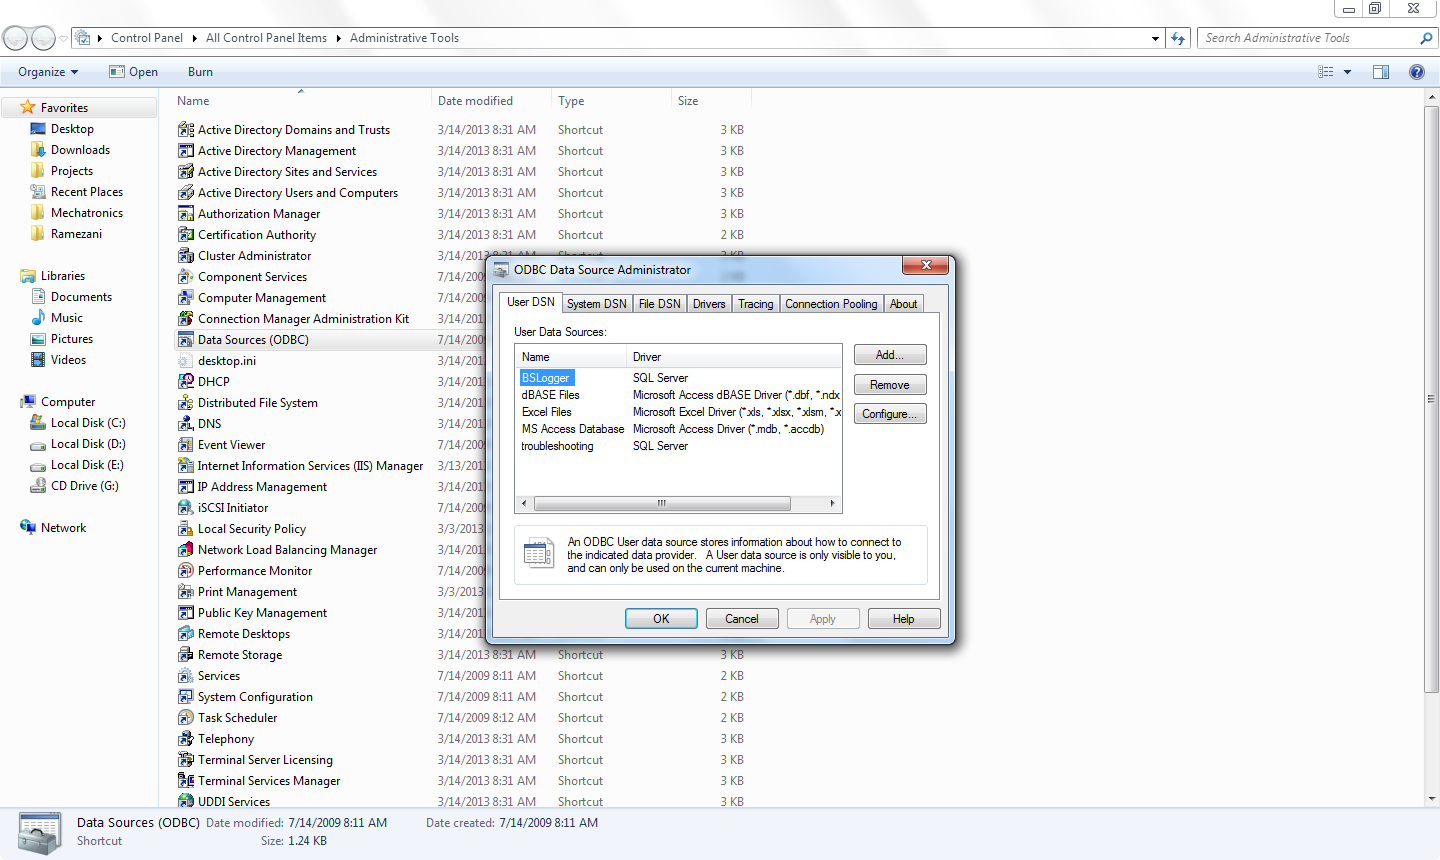 Control Panel All Control Panel Items Administrative Tools
Search Administrative Tools
Organize Open Burn
Favorites
Desktop
Downloads
Projects
Recent Places
Mechatronics
Ramezani
Libraries
Documents
Music
Pictures
Videos
Computer
Local Disk (C:)
Local Disk (D:)
Local Disk (E:)
CD Drive (G:)
Network
Name Date modified Type Size
Active Directory Domains and Trusts 3/14/2013 8:31 AM Shortcut 3 KB
Active Directory Management 3/14/2013 8:31 AM Shortcut 3 KB
Active Directory Sites and Services 3/14/2013 8:31 AM Shortcut 3 KB
Active Directory Users and Computers 3/14/2013 8:31 AM Shortcut 3 KB
Authorization Manager 3/14/2013 8:31 AM Shortcut 3 KB
Certification Authority 3/14/2013 8:31 AM Shortcut 2 KB
Cluster Administrator 3/14/2013 8:31 AM Shortcut 3 KB
Component Services 7/14/200
Computer Management 7/14/200
Connection Manager Administration Kit 3/14/201
Data Sources (ODBC) 7/14/200
desktop.ini 3/14/201
DHCP 3/14/201
Distributed File System 3/14/201
DNS 3/14/201
Event Viewer 7/14/200
Internet Information Services (IIS) Manager 3/13/201
IP Address Management 3/14/201
iSCSI Initiator 7/14/200
Local Security Policy 3/3/2013
Network Load Balancing Manager 3/14/201
Performance Monitor 7/14/200
Print Management 3/3/2013
Public Key Management 3/14/201
Remote Desktops 3/14/201
Remote Storage 3/14/2013 8:31 AM Shortcut 3 KB
Services 7/14/2009 8:11 AM Shortcut 2 KB
System Configuration 7/14/2009 8:11 AM Shortcut 2 KB
Task Scheduler 7/14/2009 8:12 AM Shortcut 2 KB
Telephony 3/14/2013 8:31 AM Shortcut 3 KB
Terminal Server Licensing 3/14/2013 8:31 AM Shortcut 3 KB
Terminal Services Manager 3/14/2013 8:31 AM Shortcut 3 KB
UDDI Services 3/14/2013 8:31 AM Shortcut 2 KB
ODBC Data Source Administrator
User DSN System DSN File DSN Drivers Tracing Connection Pooling About
User Data Sources:
Name Driver
BSLogger SQL Server
dBASE Files Microsoft Access dBASE Driver (*.dbf, *.ndx
Excel Files Microsoft Excel Driver (*.xls, *.xlsx, *.xlsm, *.x
MS Access Database Microsoft Access Driver (*.mdb, *.accdb)
troubleshooting SQL Server
Add...
Remove
Configure...
An ODBC User data source stores information about how to connect to
the indicated data provider. A User data source is only visible to you,
and can only be used on the current machine.
OK Cancel Apply Help
Data Sources (ODBC) Date modified: 7/14/2009 8:11 AM Date created: 7/14/2009 8:11 AM
Shortcut Size: 1.24 KB